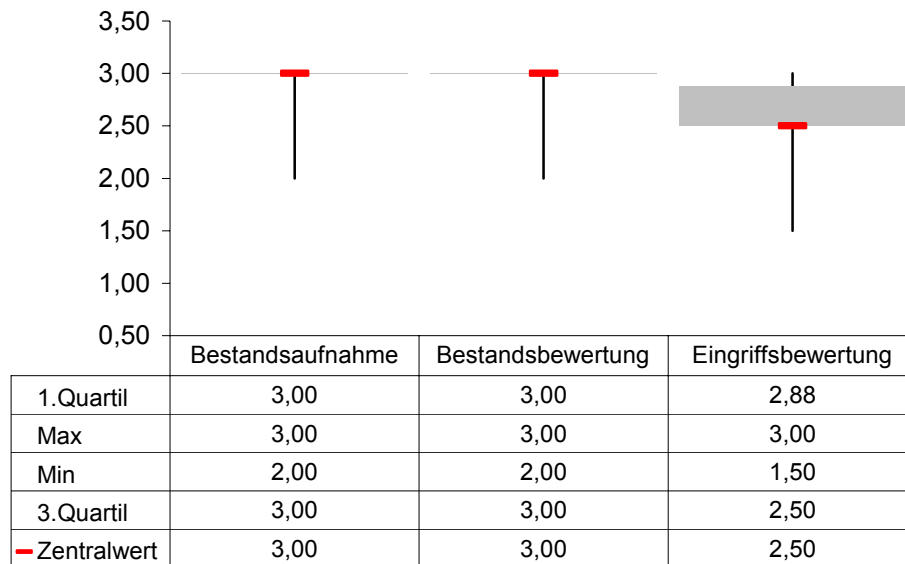 3,50
3,00
2,50
2,00
1,50
1,00
0,50
Bestandsaufnahme Bestandsbewertung Eingriffsbewertung
1.Quartil 3,00 3,00 2,88
Max 3,00 3,00 3,00
Min 2,00 2,00 1,50
3.Quartil 3,00 3,00 2,50
Zentralwert 3,00 3,00 2,50